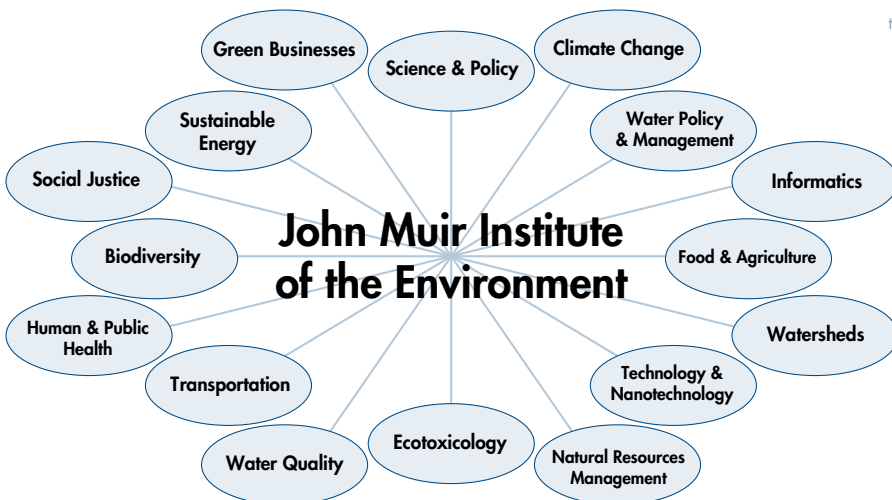 Green Businesses
Science & Policy
Climate Change
Sustainable
Energy
Water Policy
& Management
Social Justice
Informatics
John Muir Institute
of the Environment
Biodiversity
Food & Agriculture
Human & Public
Health
Watersheds
Transportation
Technology &
Nanotechnology
Water Quality
Ecotoxicology
Natural Resources
Management